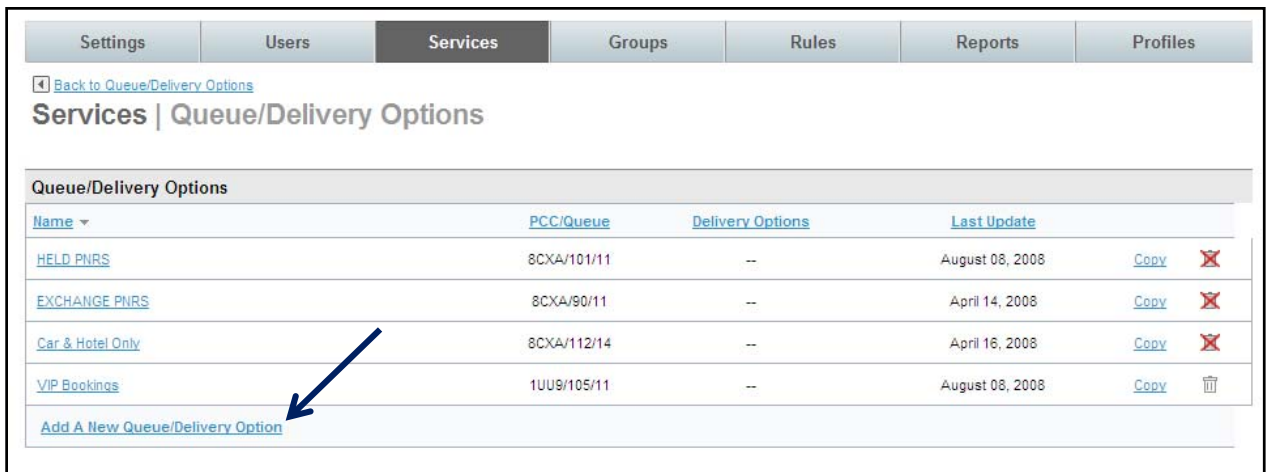 Settings Users Services Groups Rules Reports Profiles
Back to Queue/Delivery Options
Services | Queue/Delivery Options
Queue/Delivery Options
Name PCC/Queue Delivery Options Last Update
HELD PNRS 8CXA/101/11 -- August 08, 2008 Copy
EXCHANGE PNRS 8CXA/90/11 -- April 14, 2008 Copy
Car & Hotel Only 8CXA/112/14 -- April 16, 2008 Copy
VIP Bookings 1UU9/105/11 -- August 08, 2008 Copy
Add A New Queue/Delivery Option